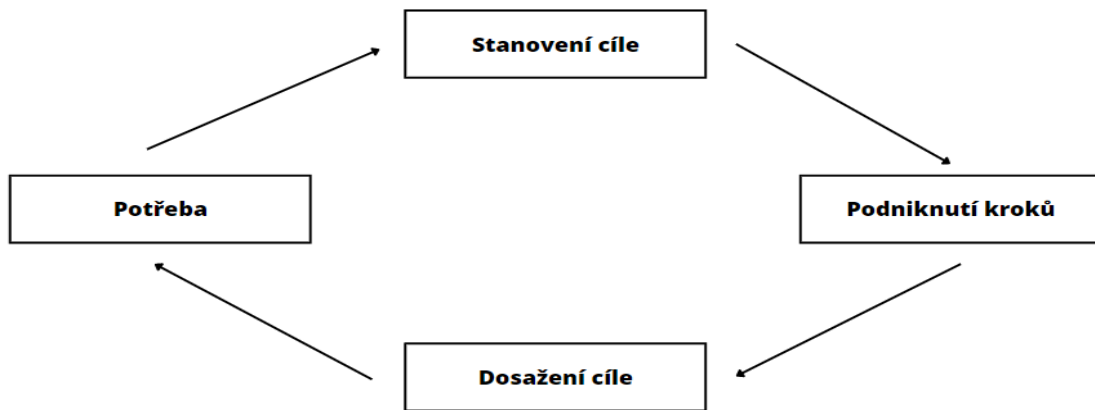 Stanovení cíle
Potřeba
Podniknutí kroků
Dosažení cíle